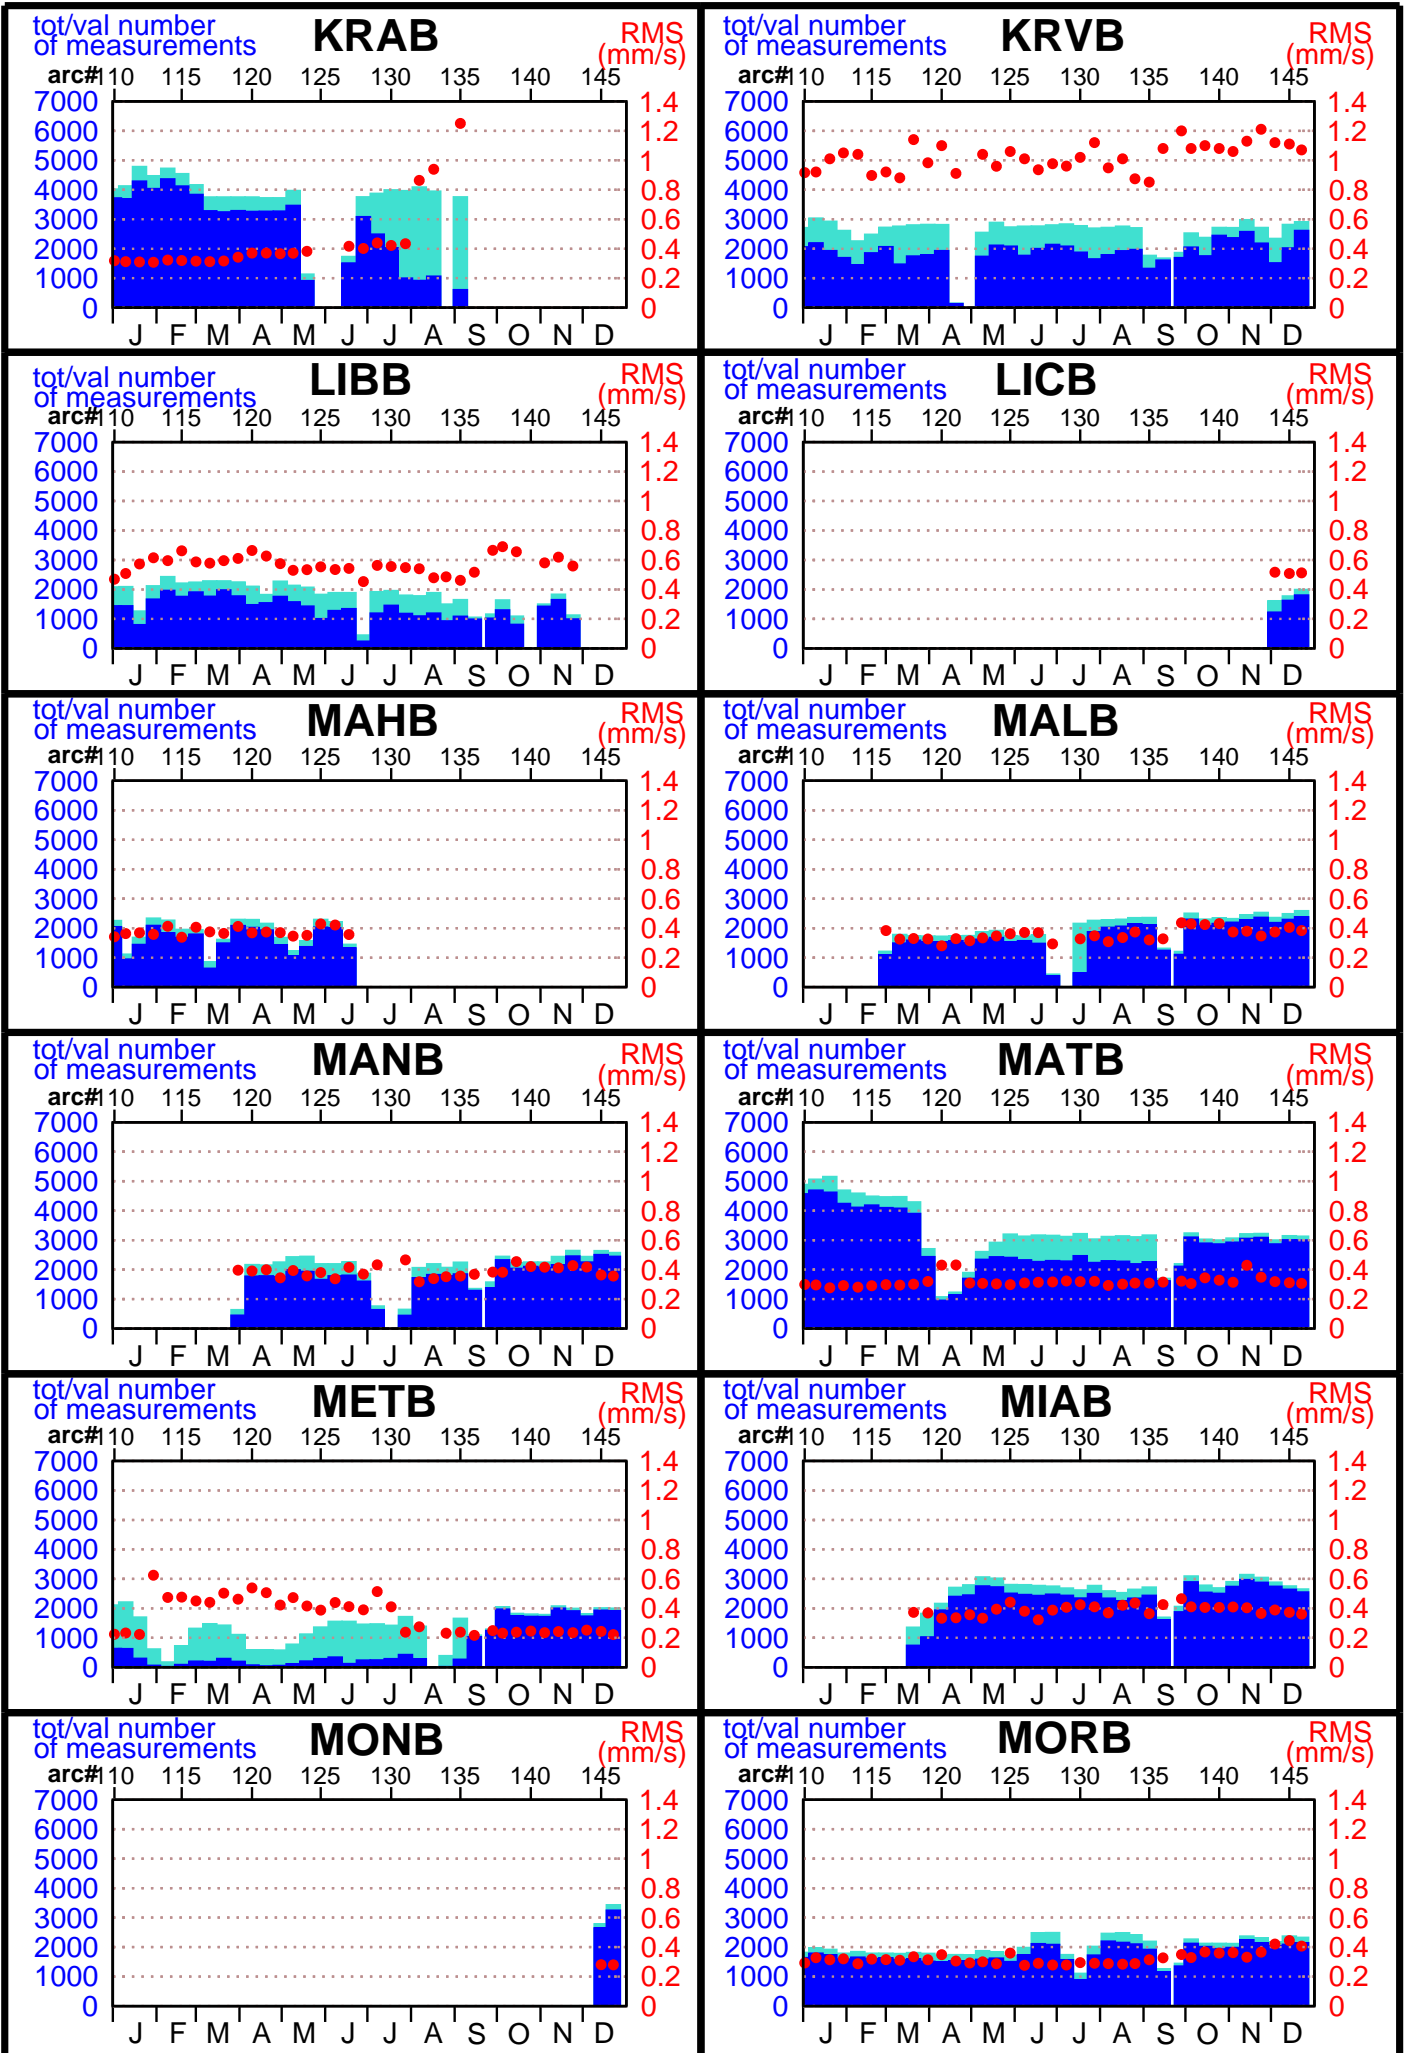 tot/val number
of measurements
KRAB
RMS
(mm/s)
arc#110 115 120 125 130 135 140 145
7000 1.4
6000 1.2
5000 1
4000 0.8
3000 0.6
2000 0.4
1000 0.2
0 0
J F M A M J J A S O N D
tot/val number
of measurements
KRVB
RMS
(mm/s)
arc#110 115 120 125 130 135 140 145
7000 1.4
6000 1.2
5000 1
4000 0.8
3000 0.6
2000 0.4
1000 0.2
0 0
J F M A M J J A S O N D
tot/val number
of measurements
LIBB
RMS
(mm/s)
arc#110 115 120 125 130 135 140 145
7000 1.4
6000 1.2
5000 1
4000 0.8
3000 0.6
2000 0.4
1000 0.2
0 0
J F M A M J J A S O N D
tot/val number
of measurements
LICB
RMS
(mm/s)
arc#110 115 120 125 130 135 140 145
7000 1.4
6000 1.2
5000 1
4000 0.8
3000 0.6
2000 0.4
1000 0.2
0 0
J F M A M J J A S O N D
tot/val number
of measurements
MAHB
RMS
(mm/s)
arc#110 115 120 125 130 135 140 145
7000 1.4
6000 1.2
5000 1
4000 0.8
3000 0.6
2000 0.4
1000 0.2
0 0
J F M A M J J A S O N D
tot/val number
of measurements
MALB
RMS
(mm/s)
arc#110 115 120 125 130 135 140 145
7000 1.4
6000 1.2
5000 1
4000 0.8
3000 0.6
2000 0.4
1000 0.2
0 0
J F M A M J J A S O N D
tot/val number
of measurements
MANB
RMS
(mm/s)
arc#110 115 120 125 130 135 140 145
7000 1.4
6000 1.2
5000 1
4000 0.8
3000 0.6
2000 0.4
1000 0.2
0 0
J F M A M J J A S O N D
tot/val number
of measurements
MATB
RMS
(mm/s)
arc#110 115 120 125 130 135 140 145
7000 1.4
6000 1.2
5000 1
4000 0.8
3000 0.6
2000 0.4
1000 0.2
0 0
J F M A M J J A S O N D
tot/val number
of measurements
METB
RMS
(mm/s)
arc#110 115 120 125 130 135 140 145
7000 1.4
6000 1.2
5000 1
4000 0.8
3000 0.6
2000 0.4
1000 0.2
0 0
J F M A M J J A S O N D
tot/val number
of measurements
MIAB
RMS
(mm/s)
arc#110 115 120 125 130 135 140 145
7000 1.4
6000 1.2
5000 1
4000 0.8
3000 0.6
2000 0.4
1000 0.2
0 0
J F M A M J J A S O N D
tot/val number
of measurements
MONB
RMS
(mm/s)
arc#110 115 120 125 130 135 140 145
7000 1.4
6000 1.2
5000 1
4000 0.8
3000 0.6
2000 0.4
1000 0.2
0 0
J F M A M J J A S O N D
tot/val number
of measurements
MORB
RMS
(mm/s)
arc#110 115 120 125 130 135 140 145
7000 1.4
6000 1.2
5000 1
4000 0.8
3000 0.6
2000 0.4
1000 0.2
0 0
J F M A M J J A S O N D